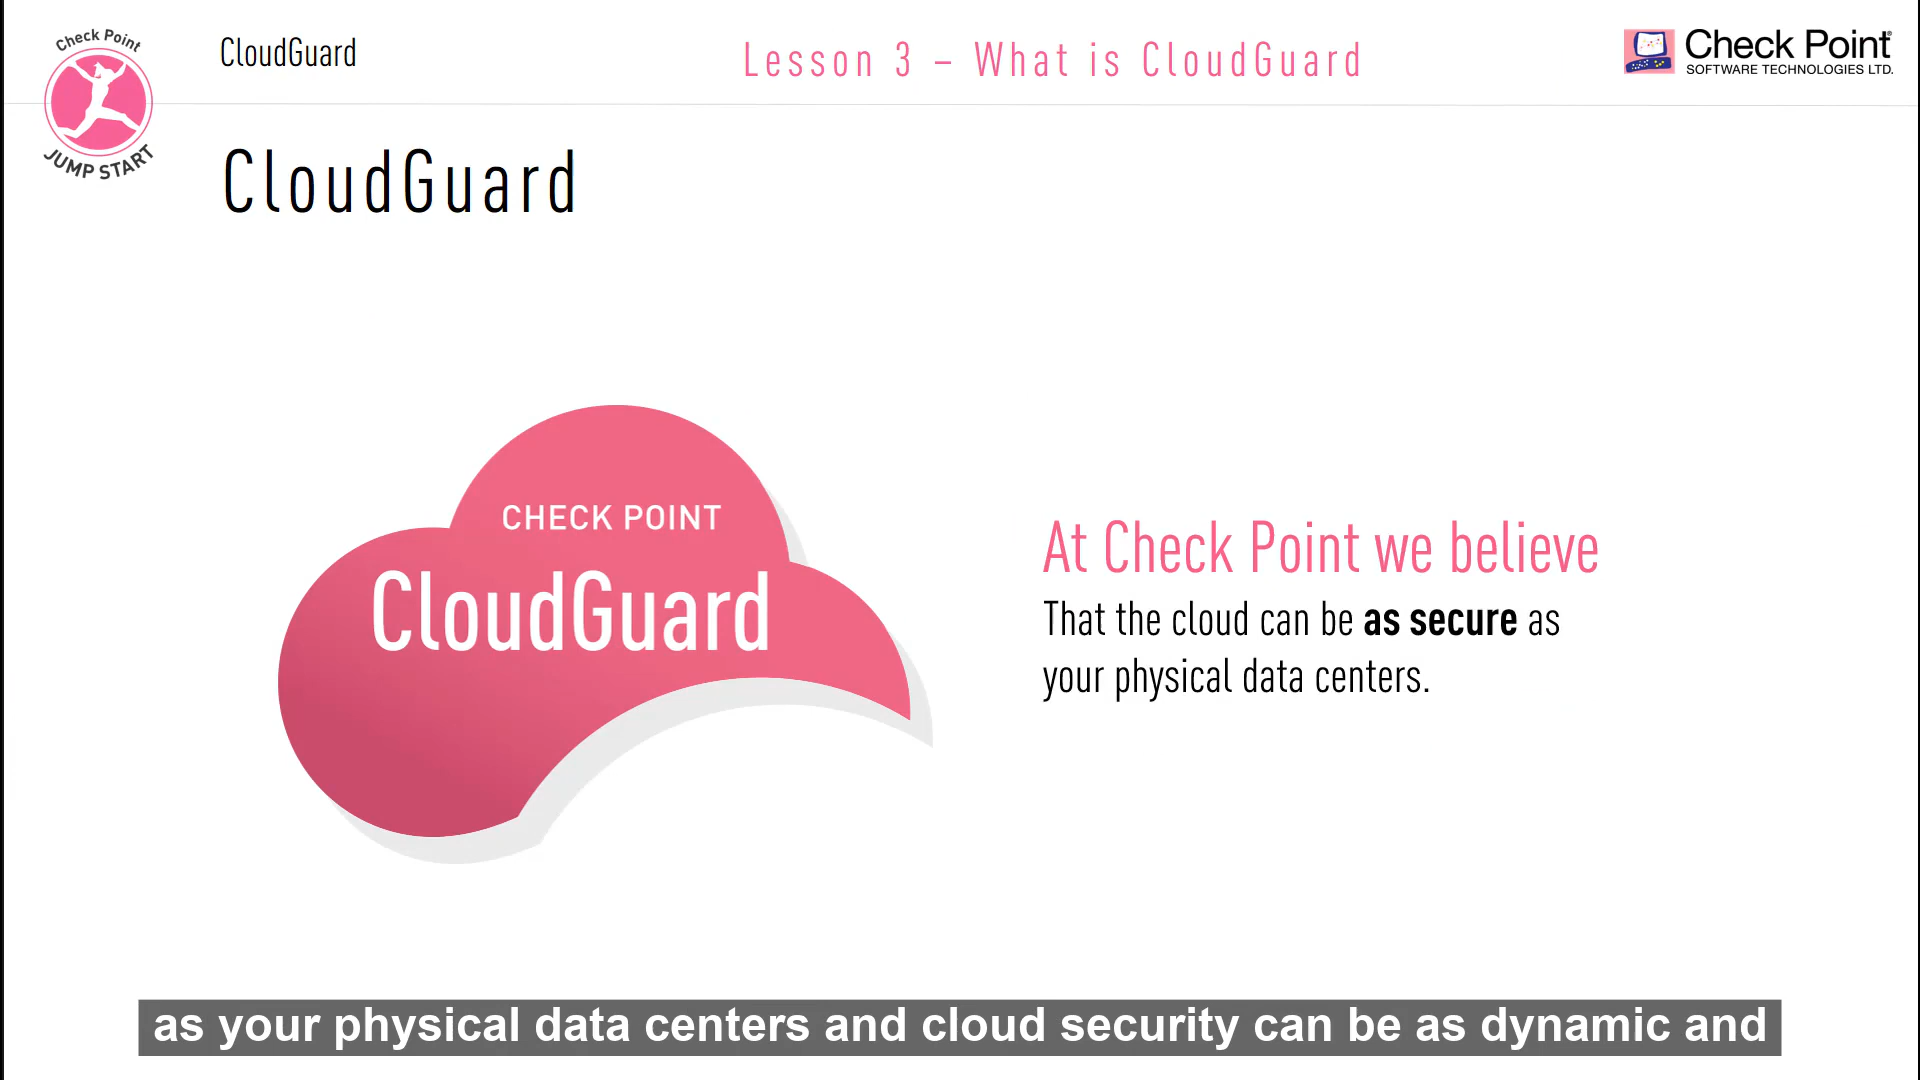 Check Point
JUMP START
CloudGuard
Lesson 3 – What is CloudGuard
Check Point®
SOFTWARE TECHNOLOGIES LTD.
CloudGuard
CHECK POINT
CloudGuard
At Check Point we believe
That the cloud can be as secure as
your physical data centers.
as your physical data centers and cloud security can be as dynamic and